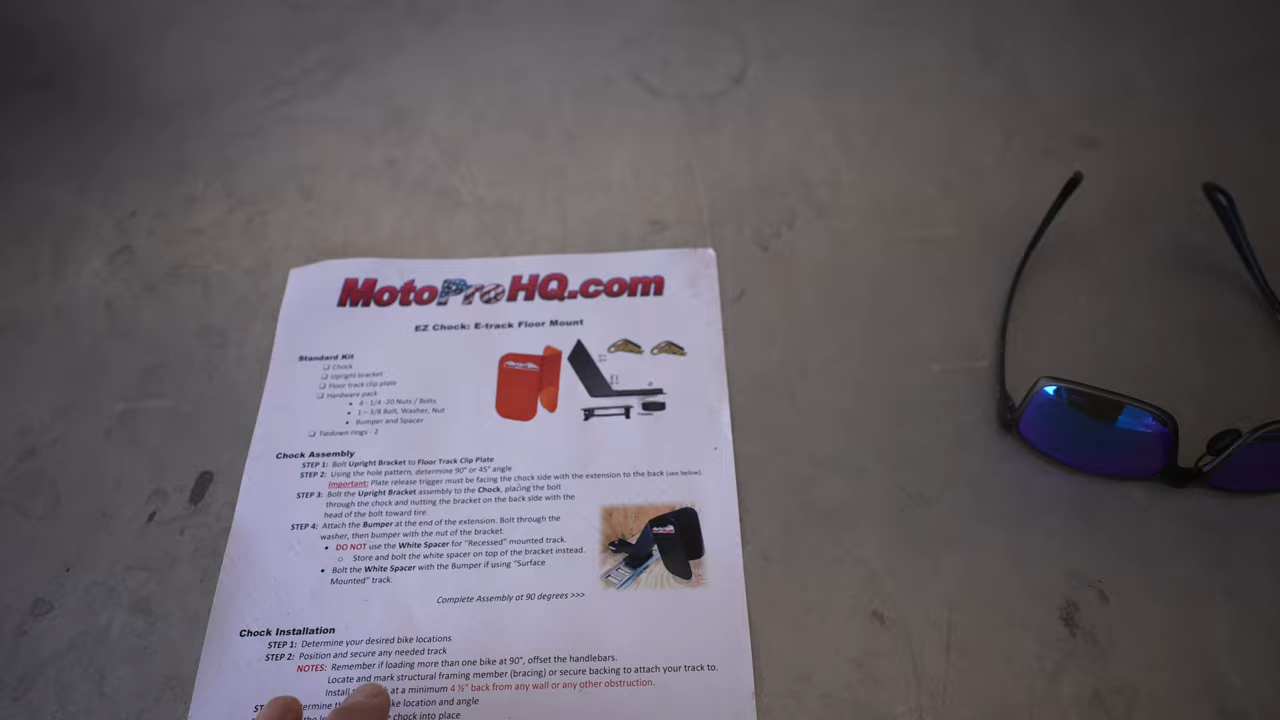 MotoProHQ.com
EZ Chock: E-track Floor Mount
Standard Kit
❑ Chock
❑ Upright bracket
❑ Floor track clip plate
❑ Hardware pack
• 4 - 1/4 -20 Nuts / Bolts
• 1 – 3/8 Bolt, Washer, Nut
• Bumper and Spacer
❑ Tiedown rings - 2
Chock Assembly
STEP 1: Bolt Upright Bracket to Floor Track Clip Plate
STEP 2: Using the hole pattern, determine 90° or 45° angle
Important: Plate release trigger must be facing the chock side with the extension to the back (see below).
STEP 3: Bolt the Upright Bracket assembly to the Chock, placing the bolt
through the chock and nutting the bracket on the back side with the
head of the bolt toward tire.
STEP 4: Attach the Bumper at the end of the extension. Bolt through the
washer, then bumper with the nut of the bracket.
• DO NOT use the White Spacer for "Recessed" mounted track.
o Store and bolt the white spacer on top of the bracket instead.
• Bolt the White Spacer with the Bumper if using "Surface
Mounted" track.
Complete Assembly at 90 degrees >>>
Chock Installation
STEP 1: Determine your desired bike locations
STEP 2: Position and secure any needed track
NOTES: Remember if loading more than one bike at 90°, offset the handlebars.
Locate and mark structural framing member (bracing) or secure backing to attach your track to.
Install at a minimum 4 ½" back from any wall or any other obstruction.
location and angle
chock into place